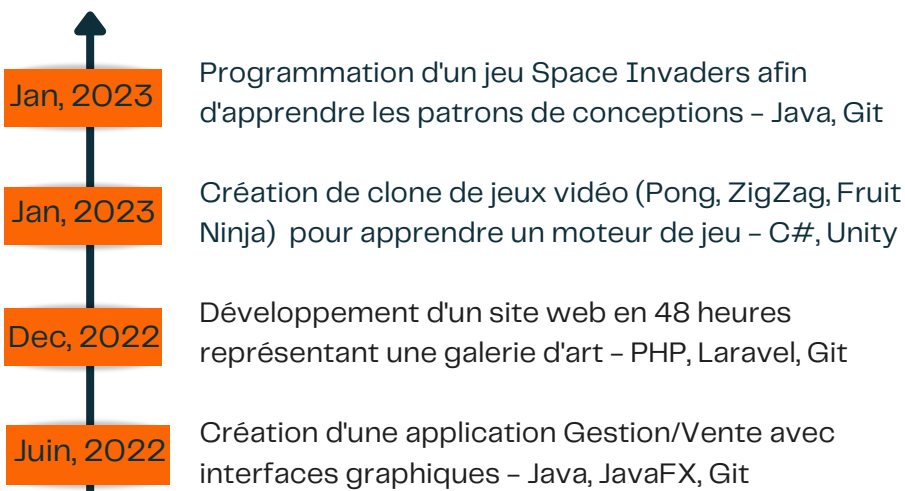 Jan, 2023
Programmation d'un jeu Space Invaders afin
d'apprendre les patrons de conceptions – Java, Git
Jan, 2023
Création de clone de jeux vidéo (Pong, ZigZag, Fruit
Ninja) pour apprendre un moteur de jeu – C#, Unity
Dec, 2022
Développement d'un site web en 48 heures
représentant une galerie d'art – PHP, Laravel, Git
Juin, 2022
Création d'une application Gestion/Vente avec
interfaces graphiques – Java, JavaFX, Git